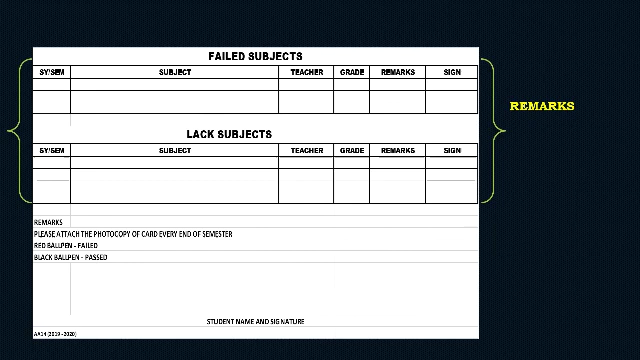 FAILED SUBJECTS
SY/SEM SUBJECT TEACHER GRADE REMARKS SIGN
LACK SUBJECTS
SY/SEM SUBJECT TEACHER GRADE REMARKS SIGN
REMARKS
REMARKS
PLEASE ATTACH THE PHOTOCOPY OF CARD EVERY END OF SEMESTER
RED BALLPEN - FAILED
BLACK BALLPEN - PASSED
STUDENT NAME AND SIGNATURE
AA14 (2019 -2020)